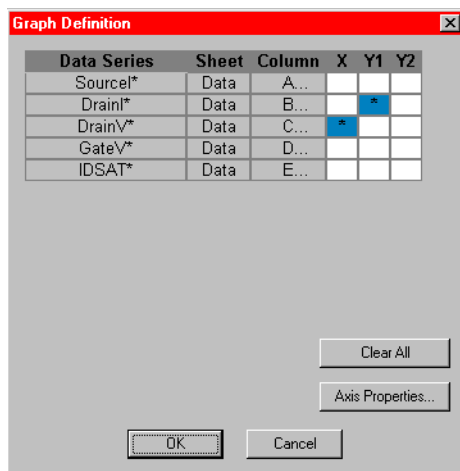 Graph Definition
Data Series Sheet Column X Y1 Y2
SourceI* Data A...
DrainI* Data B... *
DrainV* Data C... *
GateV* Data D...
IDSAT* Data E...
Clear All
Axis Properties...
OK Cancel